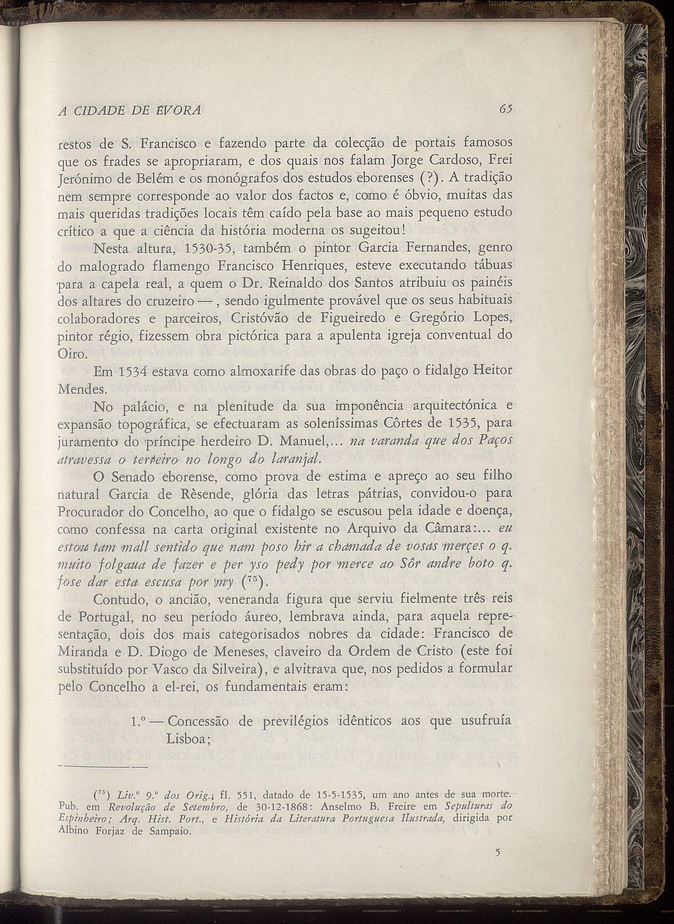 A CIDADE DE ÉVORA 65
restos de S. Francisco e fazendo parte da colecção de portais famosos
que os frades se apropriaram, e dos quais nos falam Jorge Cardoso, Frei
Jerónimo de Belém e os monógrafos dos estudos eborenses (?). A tradição
nem sempre corresponde ao valor dos factos e, como é óbvio, muitas das
mais queridas tradições locais têm caído pela base ao mais pequeno estudo
crítico a que a ciência da história moderna os sugeitou!
Nesta altura, 1530-35, também o pintor Garcia Fernandes, genro
do malogrado flamengo Francisco Henriques, esteve executando tábuas
para a capela real, a quem o Dr. Reinaldo dos Santos atribuiu os painéis
dos altares do cruzeiro — , sendo igulmente provável que os seus habituais
colaboradores e parceiros, Cristóvão de Figueiredo e Gregório Lopes,
pintor régio, fizessem obra pictórica para a apulenta igreja conventual do
Oiro.
Em 1534 estava como almoxarife das obras do paço o fidalgo Heitor
Mendes.
No palácio, e na plenitude da sua imponência arquitectónica e
expansão topográfica, se efectuaram as soleníssimas Côrtes de 1535, para
juramento do príncipe herdeiro D. Manuel,... na varanda que dos Paços
atravessa o terreiro no longo do laranjal.
O Senado eborense, como prova de estima e apreço ao seu filho
natural Garcia de Rèsende, glória das letras pátrias, convidou-o para
Procurador do Concelho, ao que o fidalgo se escusou pela idade e doença,
como confessa na carta original existente no Arquivo da Câmara:... eu
estou tam mall sentido que nam poso hir a chamada de vosas merçes o q.
muito folgaua de fazer e per yso pedy por merce ao Sôr andre boto q.
fose dar esta escusa por my (⁷⁵).
Contudo, o ancião, veneranda figura que serviu fielmente três reis
de Portugal, no seu período áureo, lembrava ainda, para aquela repre-
sentação, dois dos mais categorisados nobres da cidade: Francisco de
Miranda e D. Diogo de Meneses, claveiro da Ordem de Cristo (este foi
substituído por Vasco da Silveira), e alvitrava que, nos pedidos a formular
pelo Concelho a el-rei, os fundamentais eram:
1.º — Concessão de previlégios idênticos aos que usufruía
Lisboa;
(⁷⁵) Liv.º 9.º dos Orig., fl. 551, datado de 15-5-1535, um ano antes de sua morte.
Pub. em Revolução de Setembro, de 30-12-1868: Anselmo B. Freire em Sepulturas do
Espinheiro; Arq. Hist. Port., e História da Literatura Portuguesa Ilustrada, dirigida por
Albino Forjaz de Sampaio.
5